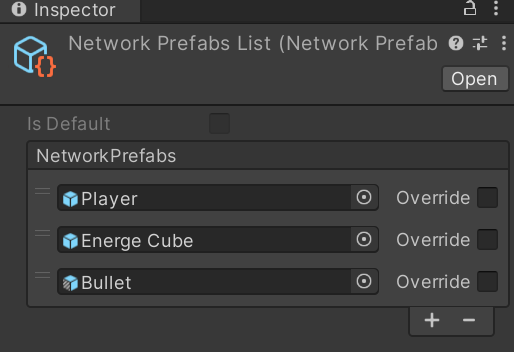 Inspector
Network Prefabs List (Network Prefab
Open
Is Default
NetworkPrefabs
Player Override
Energe Cube Override
Bullet Override